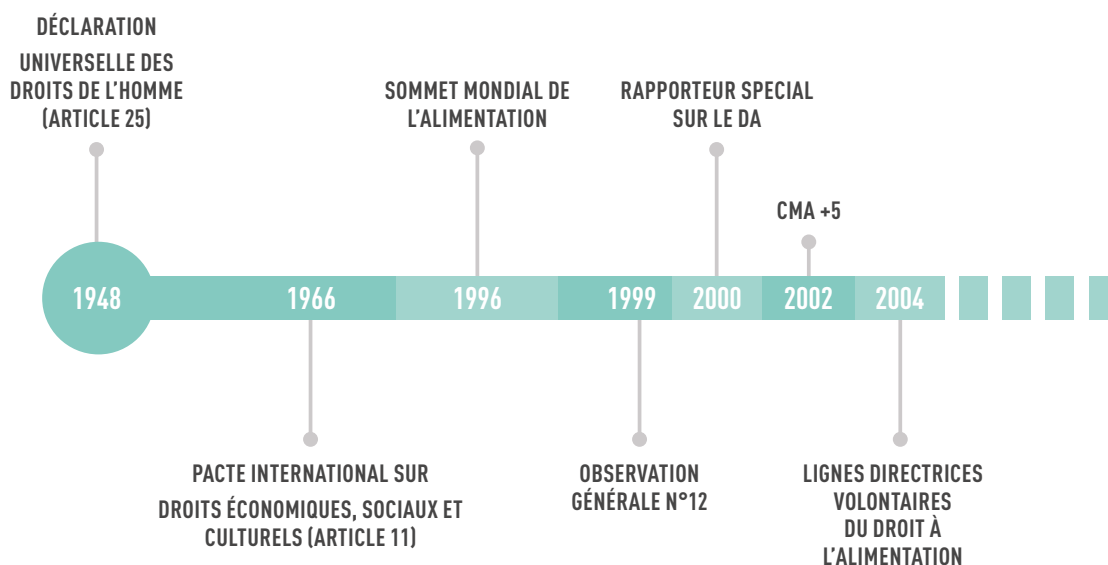 DÉCLARATION
UNIVERSELLE DES
DROITS DE L'HOMME
(ARTICLE 25)
SOMMET MONDIAL DE
L'ALIMENTATION
RAPPORTEUR SPECIAL
SUR LE DA
CMA +5
1948
1966
1996
1999
2000
2002
2004
PACTE INTERNATIONAL SUR
DROITS ÉCONOMIQUES, SOCIAUX ET
CULTURELS (ARTICLE 11)
OBSERVATION
GÉNÉRALE N°12
LIGNES DIRECTRICES
VOLONTAIRES
DU DROIT À
L'ALIMENTATION